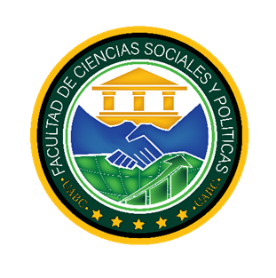 FACULTAD DE CIENCIAS SOCIALES Y POLITICAS
·UABC·
·UABC·